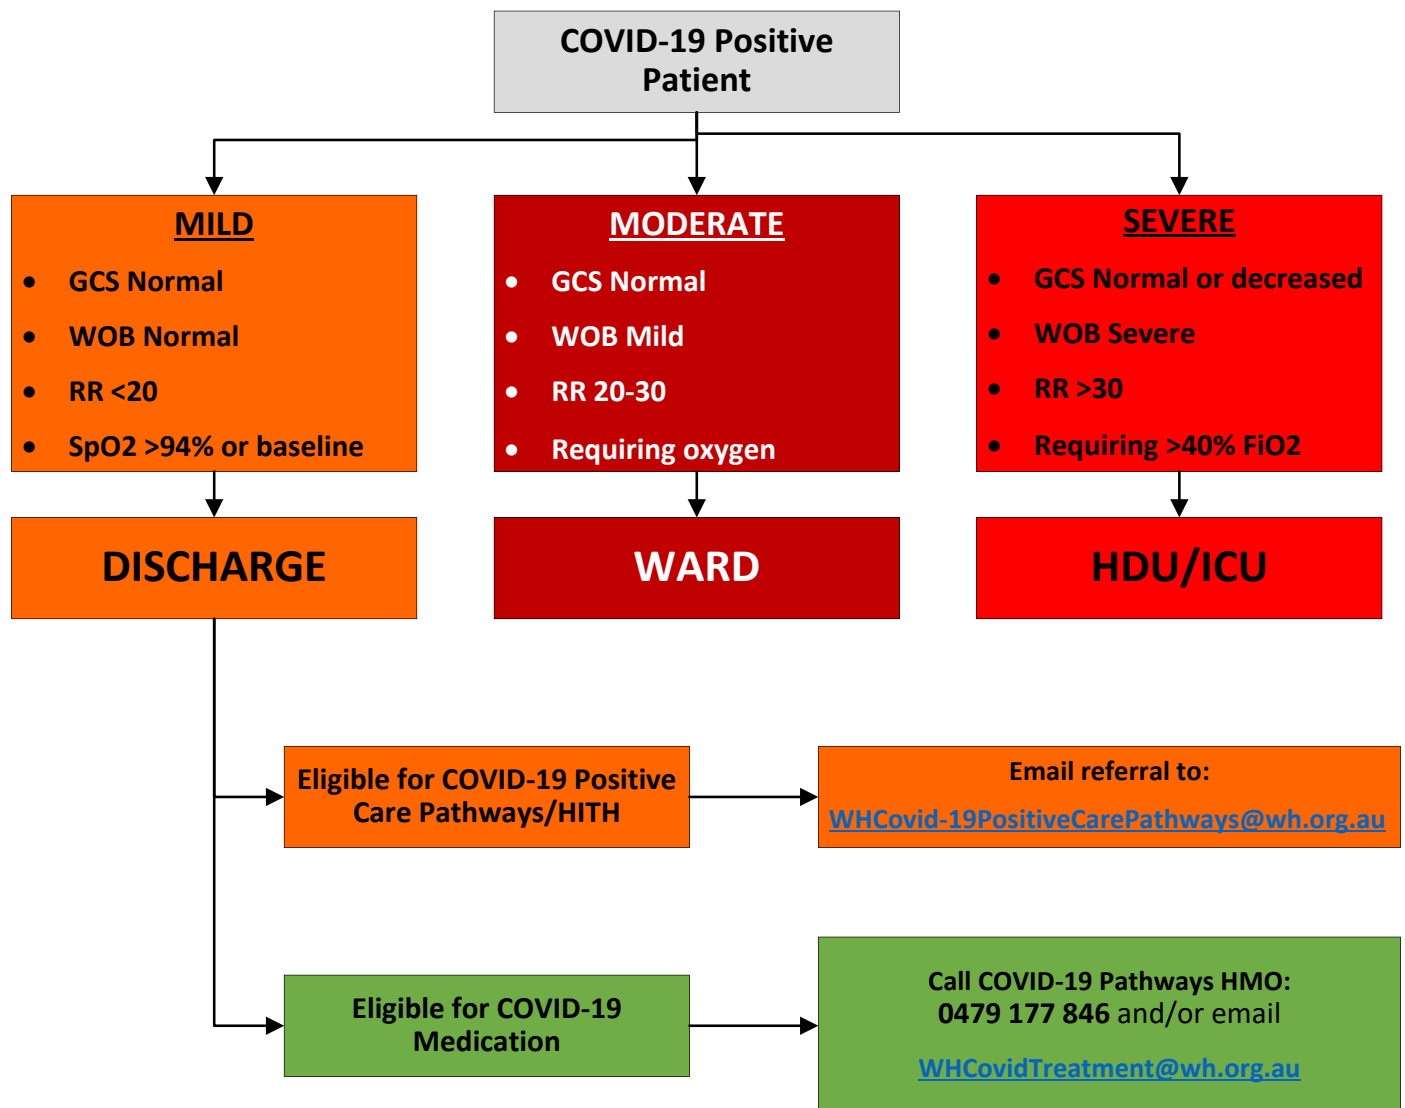 COVID-19 Positive
Patient
MILD
• GCS Normal
• WOB Normal
• RR <20
• SpO2 >94% or baseline
MODERATE
• GCS Normal
• WOB Mild
• RR 20-30
• Requiring oxygen
SEVERE
• GCS Normal or decreased
• WOB Severe
• RR >30
• Requiring >40% FiO2
DISCHARGE
WARD
HDU/ICU
Eligible for COVID-19 Positive
Care Pathways/HITH
Email referral to:
WHCovid-19PositiveCarePathways@wh.org.au
Eligible for COVID-19
Medication
Call COVID-19 Pathways HMO:
0479 177 846 and/or email
WHCovidTreatment@wh.org.au